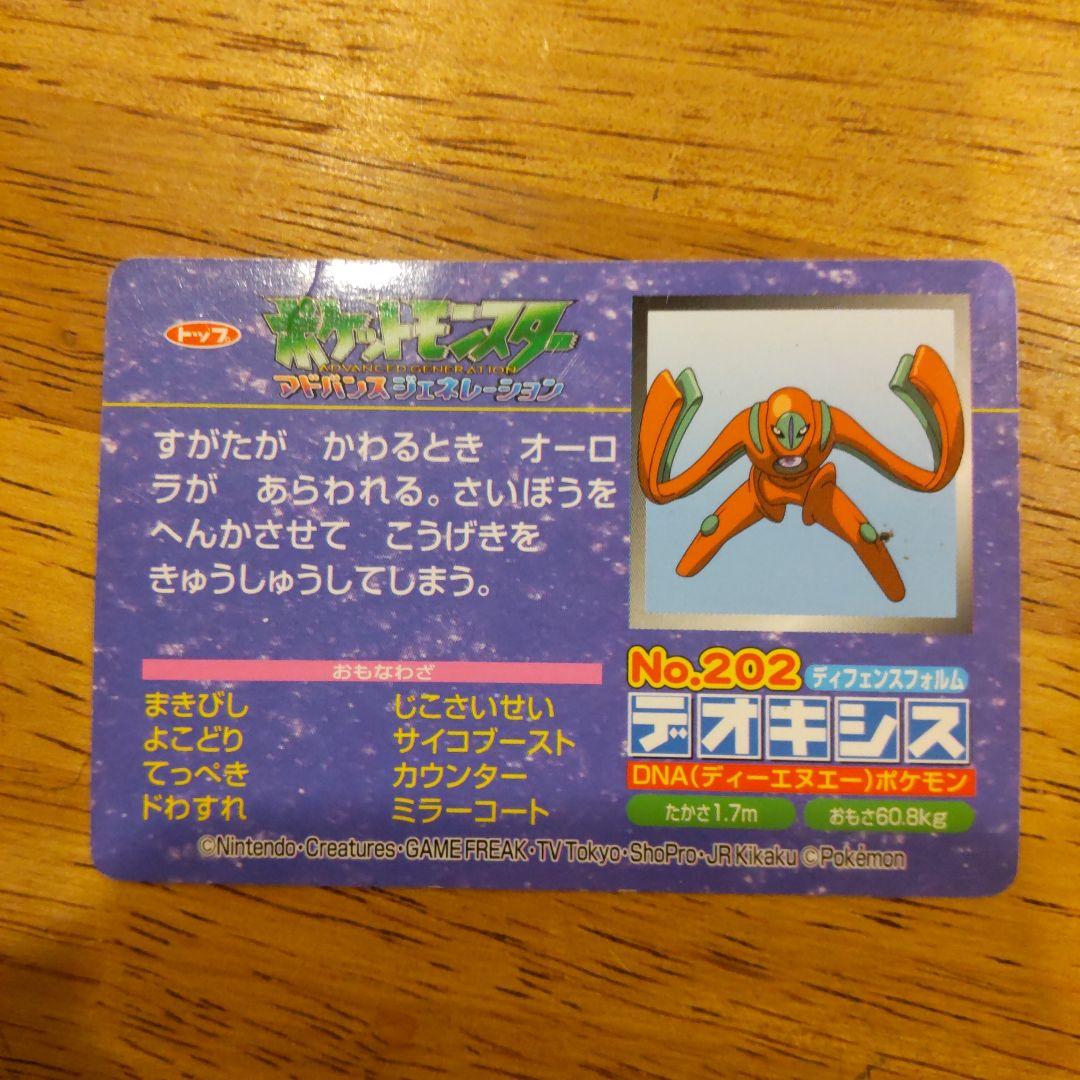 トップ
ポケットモンスター
ADVANCED GENERATION
アドバンスジェネレーション
すがたが　かわるとき　オーロ
ラが　あらわれる。さいぼうを
へんかさせて　こうげきを
きゅうしゅうしてしまう。
おもなわざ
まきびし　じこさいせい
よこどり　サイコブースト
てっぺき　カウンター
ドわすれ　ミラーコート
No.202 ディフェンスフォルム
デオキシス
DNA(ディーエヌエー)ポケモン
たかさ1.7m おもさ60.8kg
©Nintendo・Creatures・GAME FREAK・TV Tokyo・ShoPro・JR Kikaku ©Pokémon